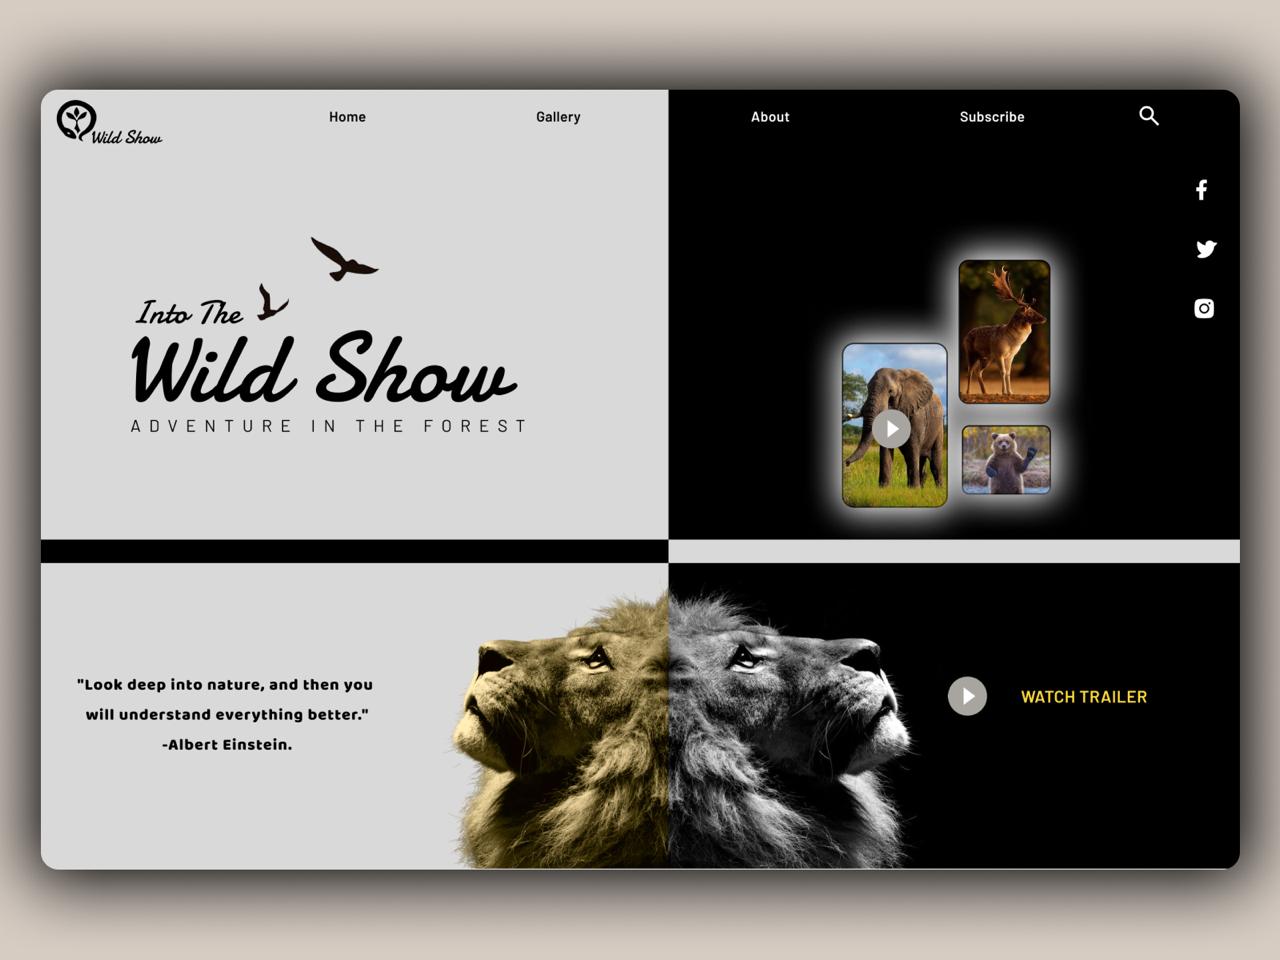 Wild Show
Home
Gallery
About
Subscribe
Into The
Wild Show
ADVENTURE IN THE FOREST
"Look deep into nature, and then you
will understand everything better."
-Albert Einstein.
WATCH TRAILER